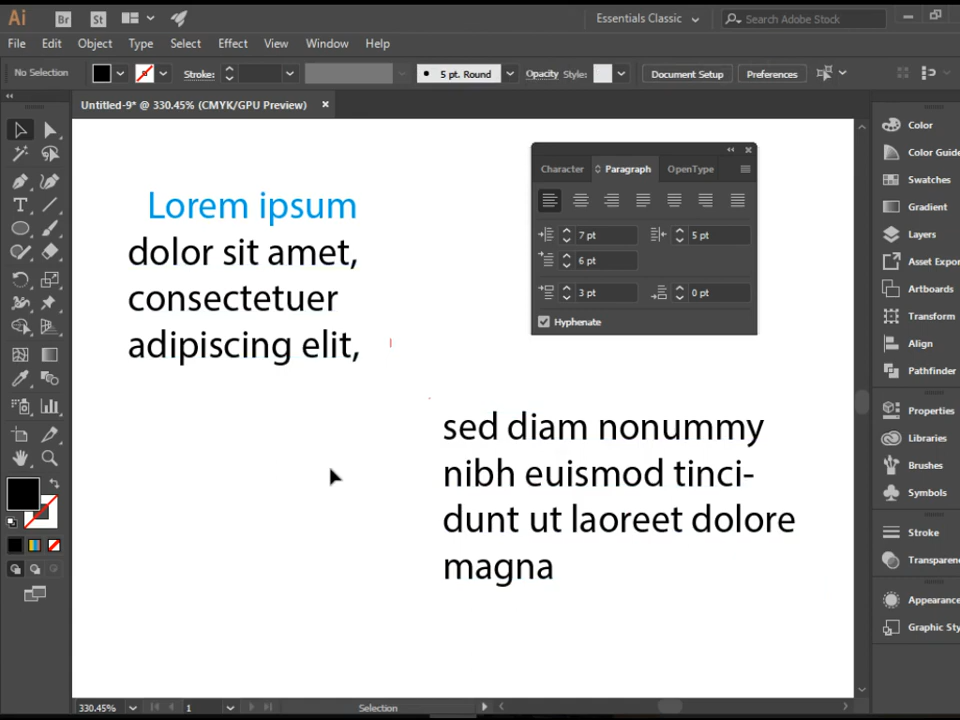 Ai Br St Essentials Classic Search Adobe Stock
File Edit Object Type Select Effect View Window Help
No Selection Stroke: 5 pt. Round Opacity Style: Document Setup Preferences
Untitled-9* @ 330.45% (CMYK/GPU Preview) ×
Lorem ipsum
dolor sit amet,
consectetuer
adipiscing elit,
Character Paragraph OpenType
7 pt 5 pt
6 pt
3 pt 0 pt
Hyphenate
sed diam nonummy
nibh euismod tinci-
dunt ut laoreet dolore
magna
Color
Color Guide
Swatches
Gradient
Layers
Asset Expor
Artboards
Transform
Align
Pathfinder
Properties
Libraries
Brushes
Symbols
Stroke
Transparen
Appearance
Graphic Sty
330.45% 1 Selection